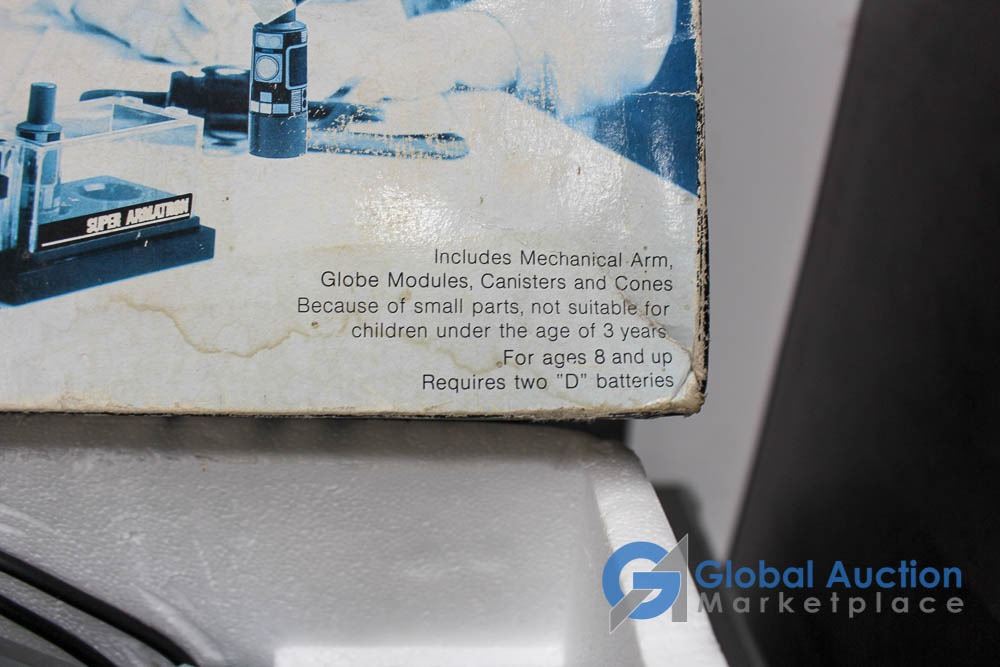 SUPER ARMATRON
Includes Mechanical Arm,
Globe Modules, Canisters and Cones
Because of small parts, not suitable for
children under the age of 3 years
For ages 8 and up
Requires two "D" batteries
Global Auction
Marketplace